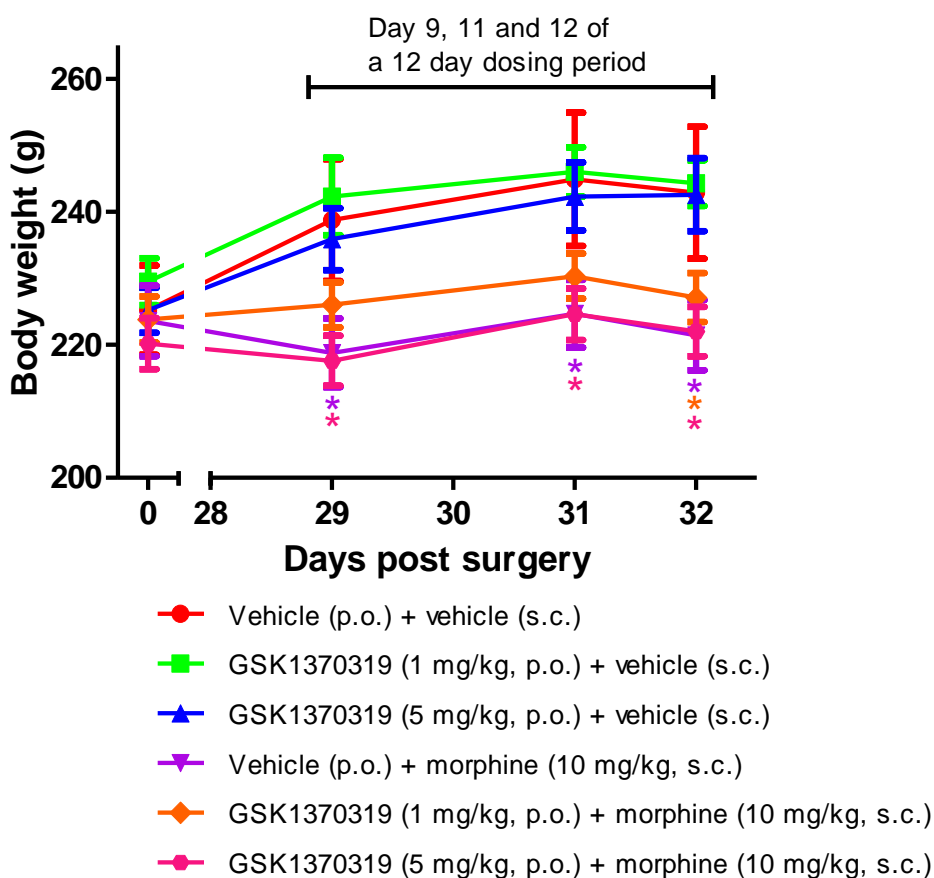 Day 9, 11 and 12 of
a 12 day dosing period
Body weight (g)
260
240
220
200
* * *
* * *
*
0 28 29 30 31 32
Days post surgery
Vehicle (p.o.) + vehicle (s.c.)
GSK1370319 (1 mg/kg, p.o.) + vehicle (s.c.)
GSK1370319 (5 mg/kg, p.o.) + vehicle (s.c.)
Vehicle (p.o.) + morphine (10 mg/kg, s.c.)
GSK1370319 (1 mg/kg, p.o.) + morphine (10 mg/kg, s.c.)
GSK1370319 (5 mg/kg, p.o.) + morphine (10 mg/kg, s.c.)